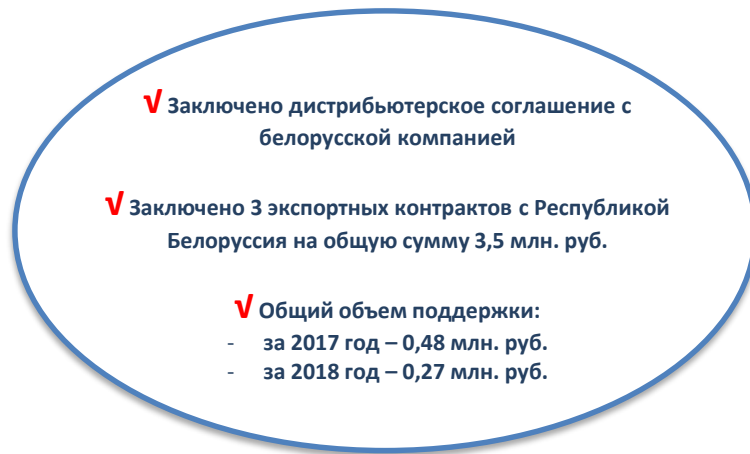 √ Заключено дистрибьютерское соглашение с
белорусской компанией
√ Заключено 3 экспортных контрактов с Республикой
Белоруссия на общую сумму 3,5 млн. руб.
√ Общий объем поддержки:
- за 2017 год – 0,48 млн. руб.
- за 2018 год – 0,27 млн. руб.